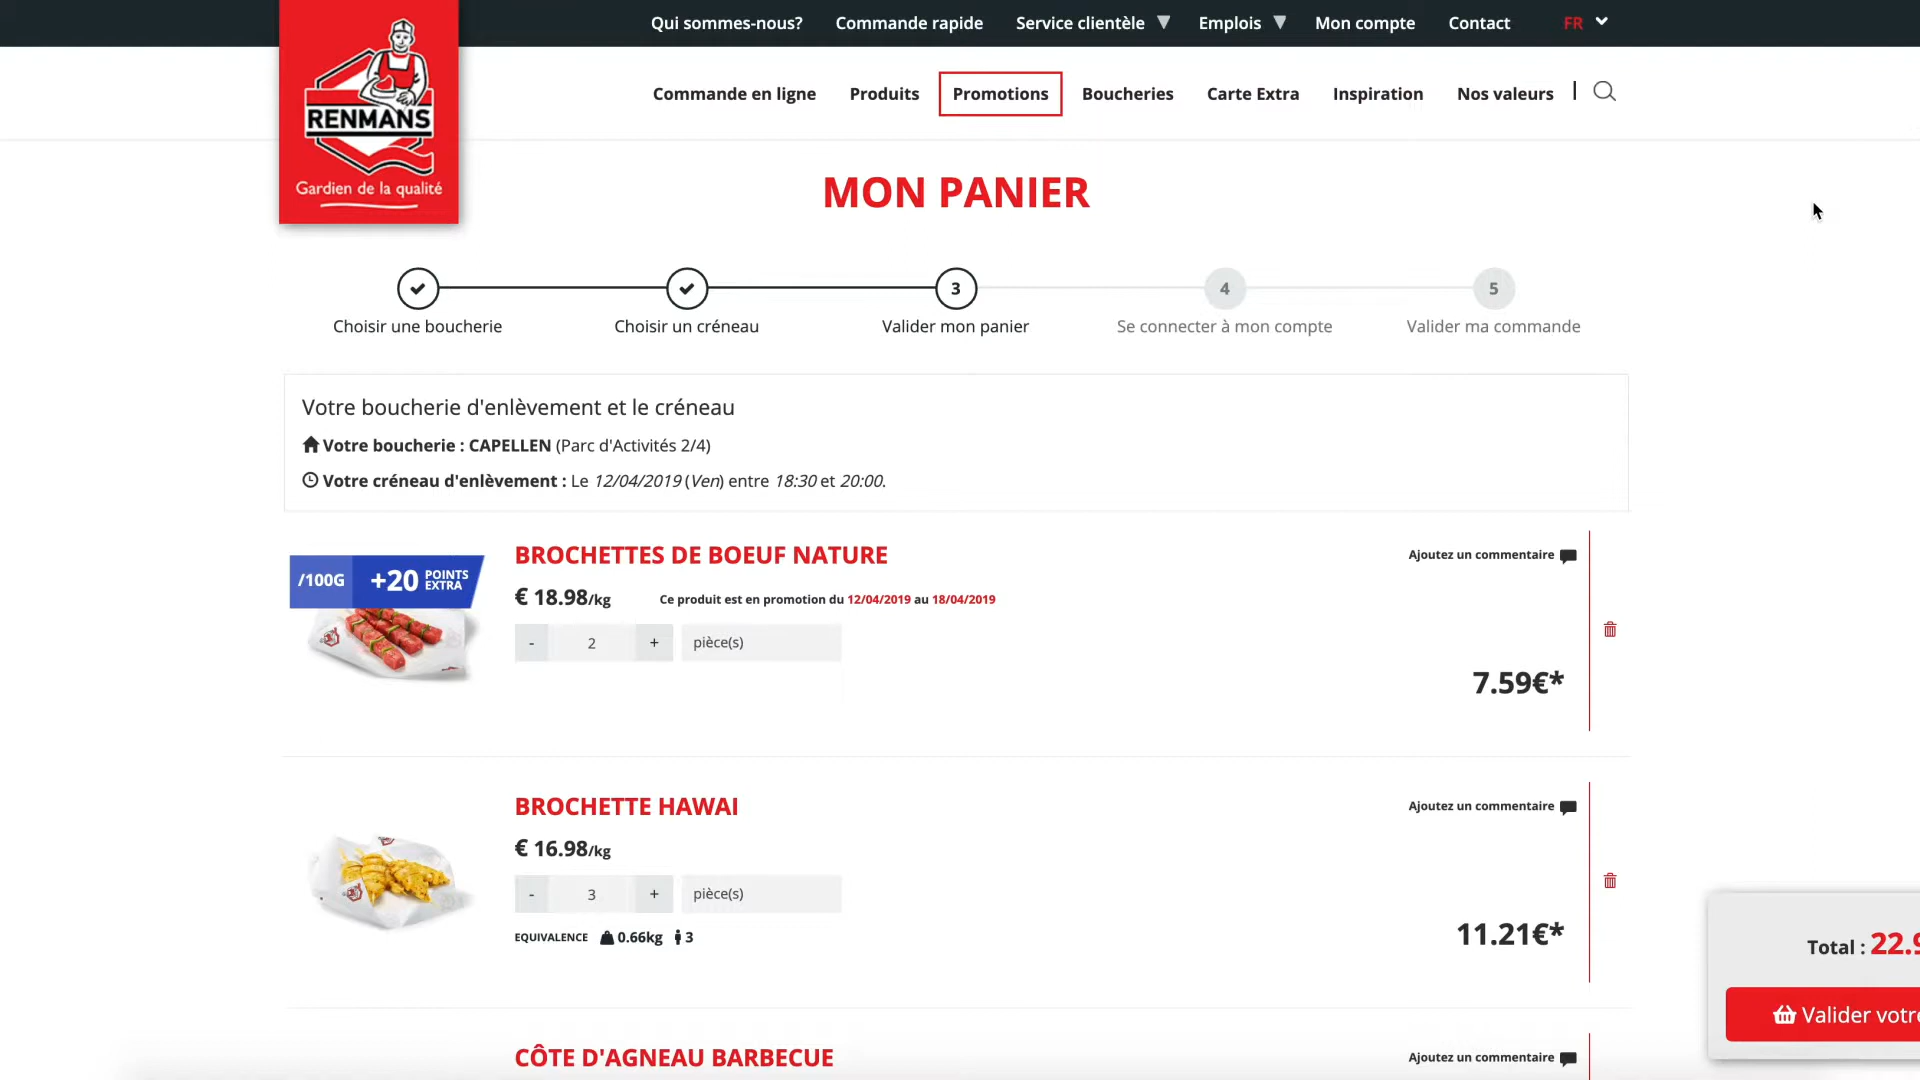 Qui sommes-nous? Commande rapide Service clientèle Emplois Mon compte Contact FR
RENMANS
Gardien de la qualité
Commande en ligne Produits Promotions Boucheries Carte Extra Inspiration Nos valeurs
MON PANIER
3 4 5
Choisir une boucherie Choisir un créneau Valider mon panier Se connecter à mon compte Valider ma commande
Votre boucherie d'enlèvement et le créneau
Votre boucherie : CAPELLEN (Parc d'Activités 2/4)
Votre créneau d'enlèvement : Le 12/04/2019 (Ven) entre 18:30 et 20:00.
/100G +20 POINTS EXTRA
BROCHETTES DE BOEUF NATURE
Ajoutez un commentaire
€ 18.98/kg Ce produit est en promotion du 12/04/2019 au 18/04/2019
- 2 + pièce(s)
7.59€*
BROCHETTE HAWAI
Ajoutez un commentaire
€ 16.98/kg
- 3 + pièce(s)
11.21€*
EQUIVALENCE 0.66kg 3
Total : 22.9
Valider votre
CÔTE D'AGNEAU BARBECUE
Ajoutez un commentaire